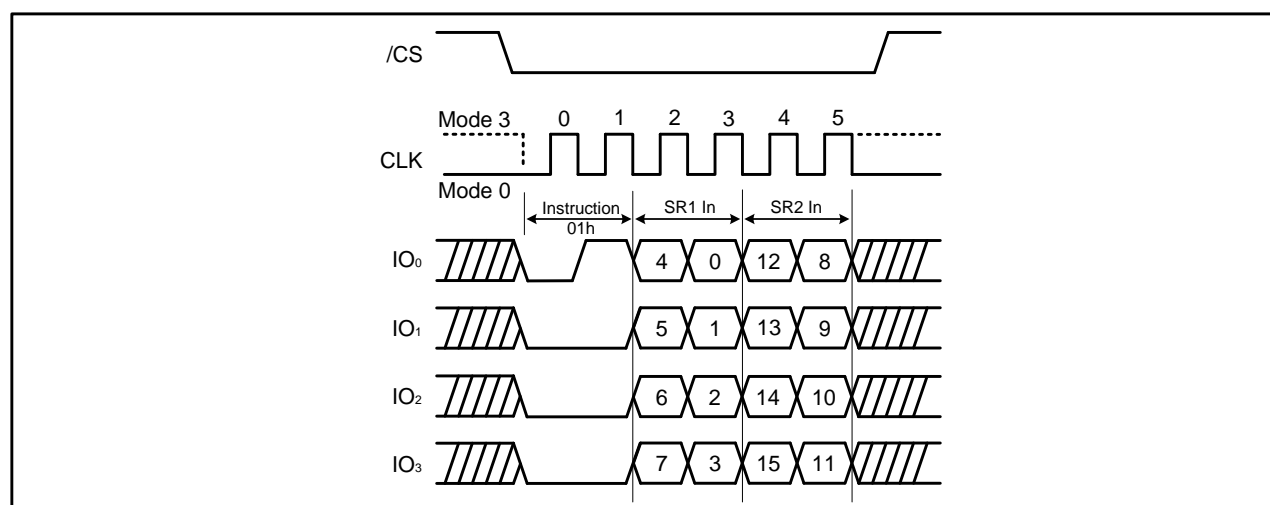 /CS
Mode 3 0 1 2 3 4 5
CLK
Mode 0
Instruction SR1 In SR2 In
01h
IO₀ 4 0 12 8
IO₁ 5 1 13 9
IO₂ 6 2 14 10
IO₃ 7 3 15 11